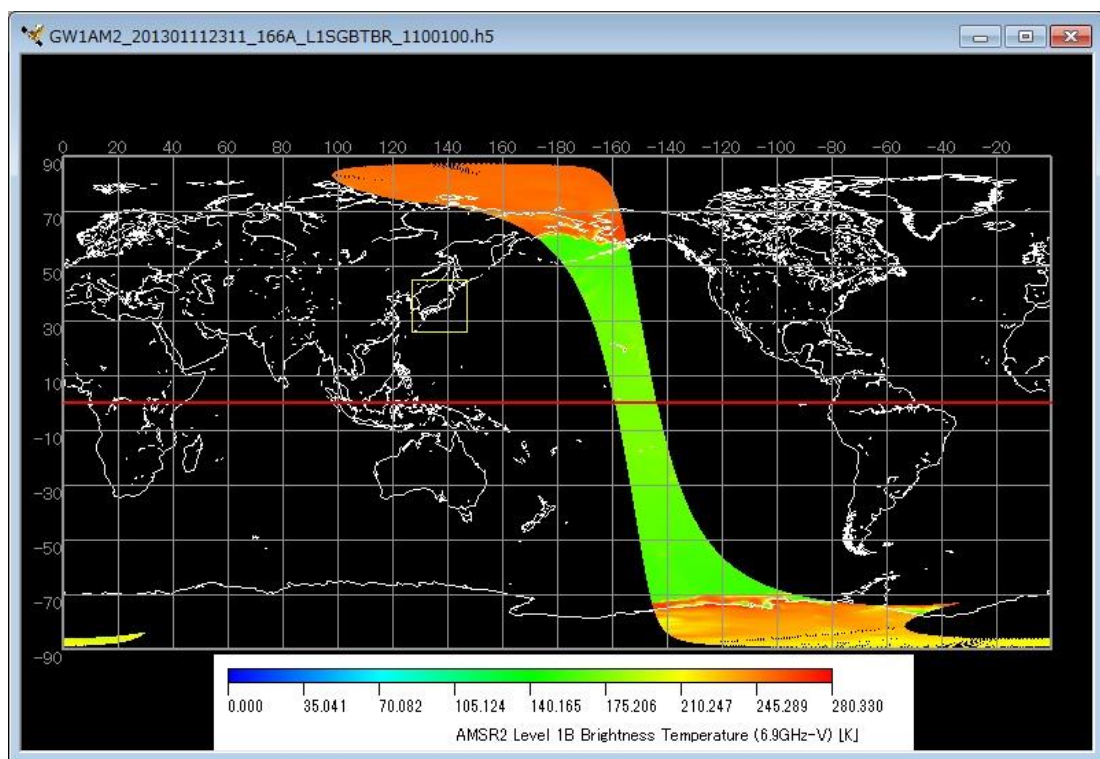 GW1AM2_201301112311_166A_L1SGBTBR_1100100.h5
0 20 40 60 80 100 120 140 160 -180 -160 -140 -120 -100 -80 -60 -40 -20
90
70
50
30
10
-10
-30
-50
-70
-90
0.000 35.041 70.082 105.124 140.165 175.206 210.247 245.289 280.330
AMSR2 Level 1B Brightness Temperature (6.9GHz-V) [K]